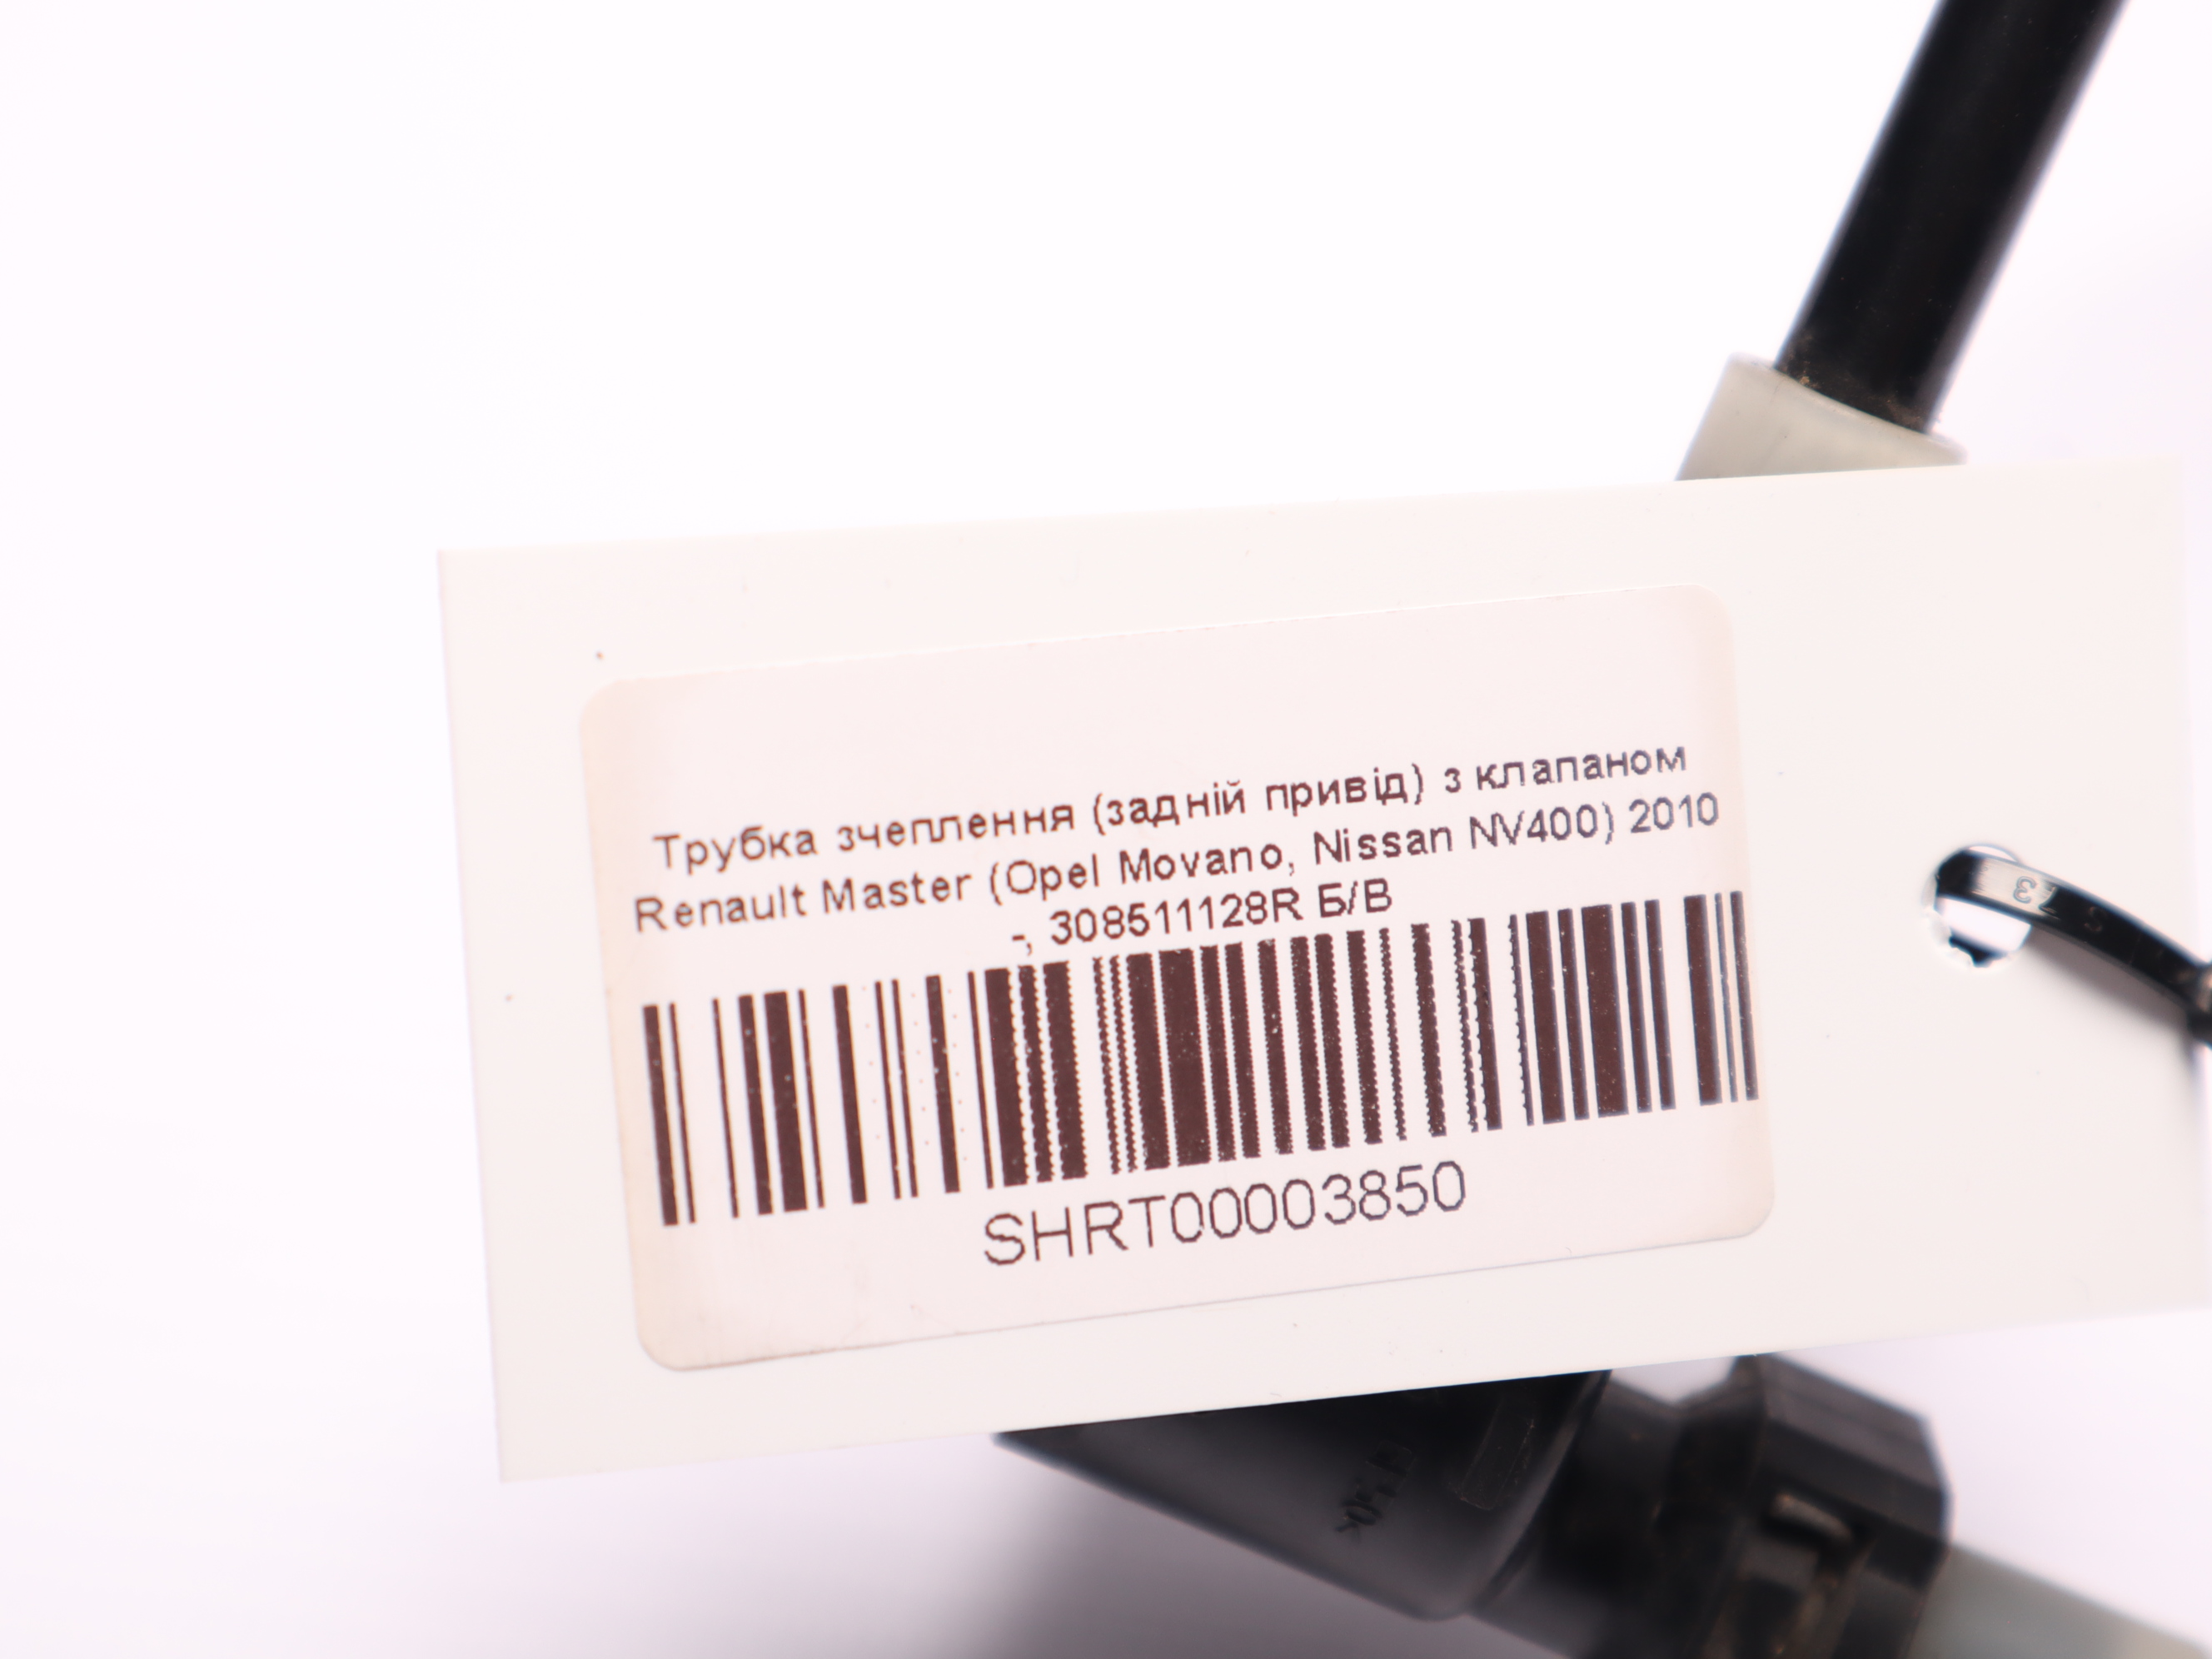 Трубка зчеплення (задній привід) з клапаном
Renault Master (Opel Movano, Nissan NV400) 2010
-, 308511128R Б/В
SHRT00003850